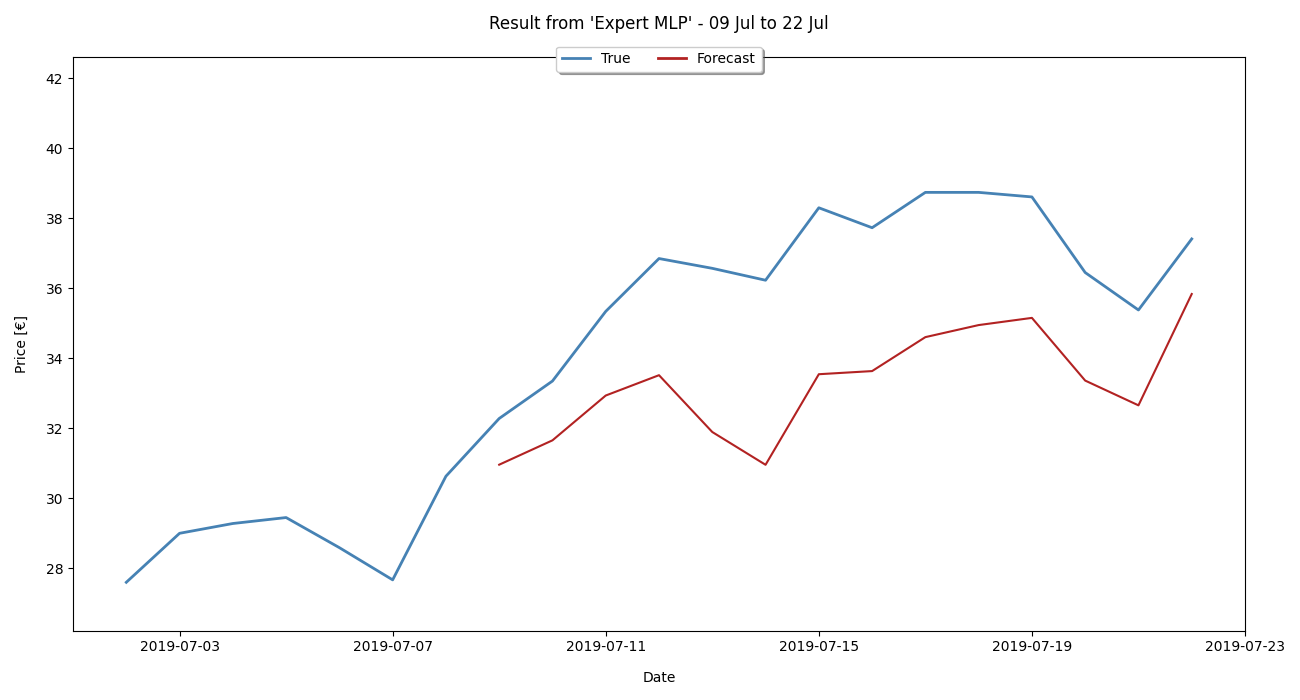 Result from 'Expert MLP' - 09 Jul to 22 Jul
True Forecast
42
40
38
36
34
32
30
28
Price [€]
2019-07-03 2019-07-07 2019-07-11 2019-07-15 2019-07-19 2019-07-23
Date